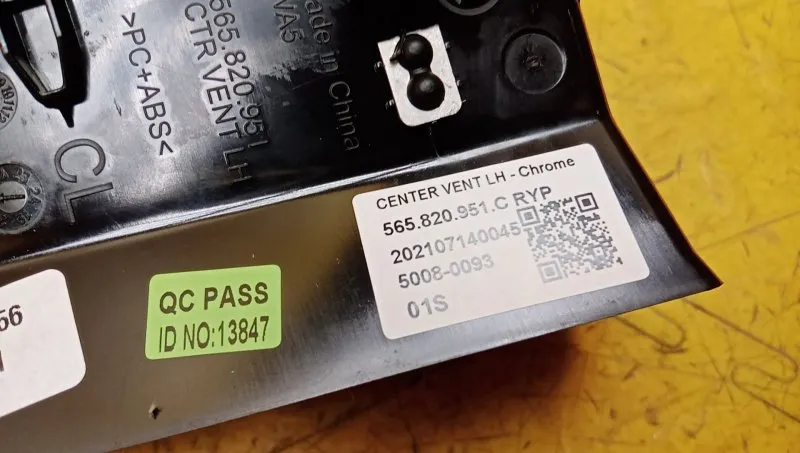 565.820.951
CTR VENT LH
>PC+ABS<
VA5
Made in China
CL
CENTER VENT LH - Chrome
565.820.951.C RYP
202107140045
5008-0093
01S
QC PASS
ID NO:13847
56